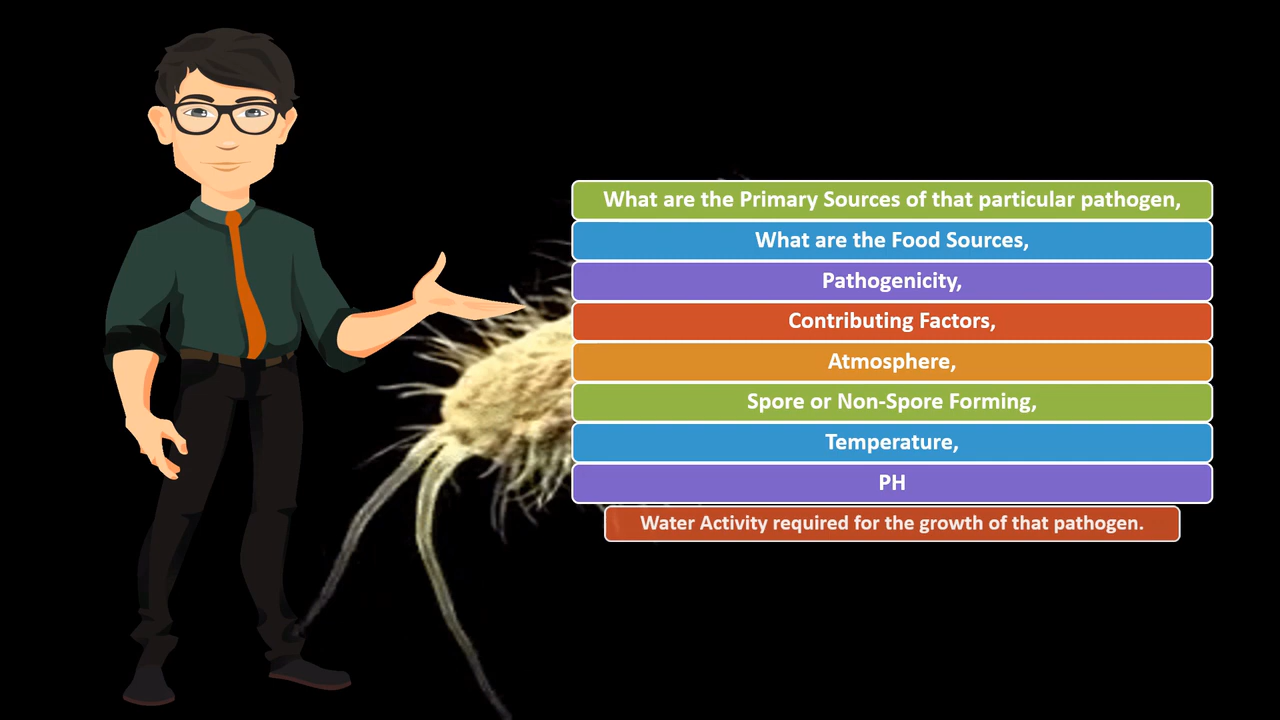 What are the Primary Sources of that particular pathogen,
What are the Food Sources,
Pathogenicity,
Contributing Factors,
Atmosphere,
Spore or Non-Spore Forming,
Temperature,
PH
Water Activity required for the growth of that pathogen.